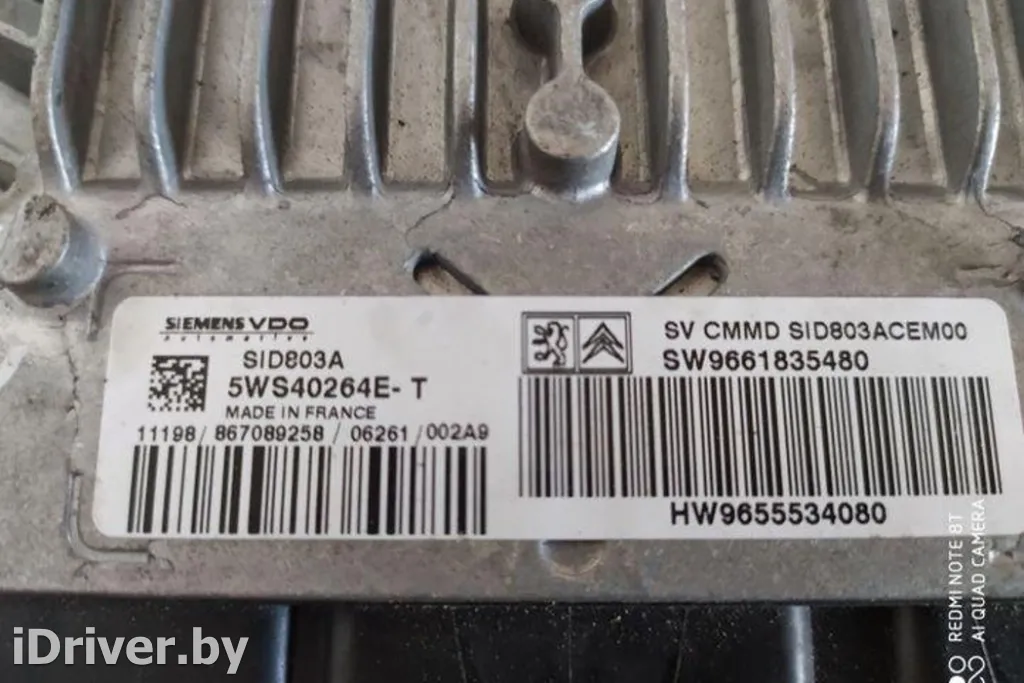 SIEMENS VDO
Automotive
SID803A
5WS40264E-T
MADE IN FRANCE
11198/867089258/06261/002A9
SV CMMD SID803ACEM00
SW9661835480
HW9655534080
REDMI NOTE 8T
AI QUAD CAMERA
iDriver.by